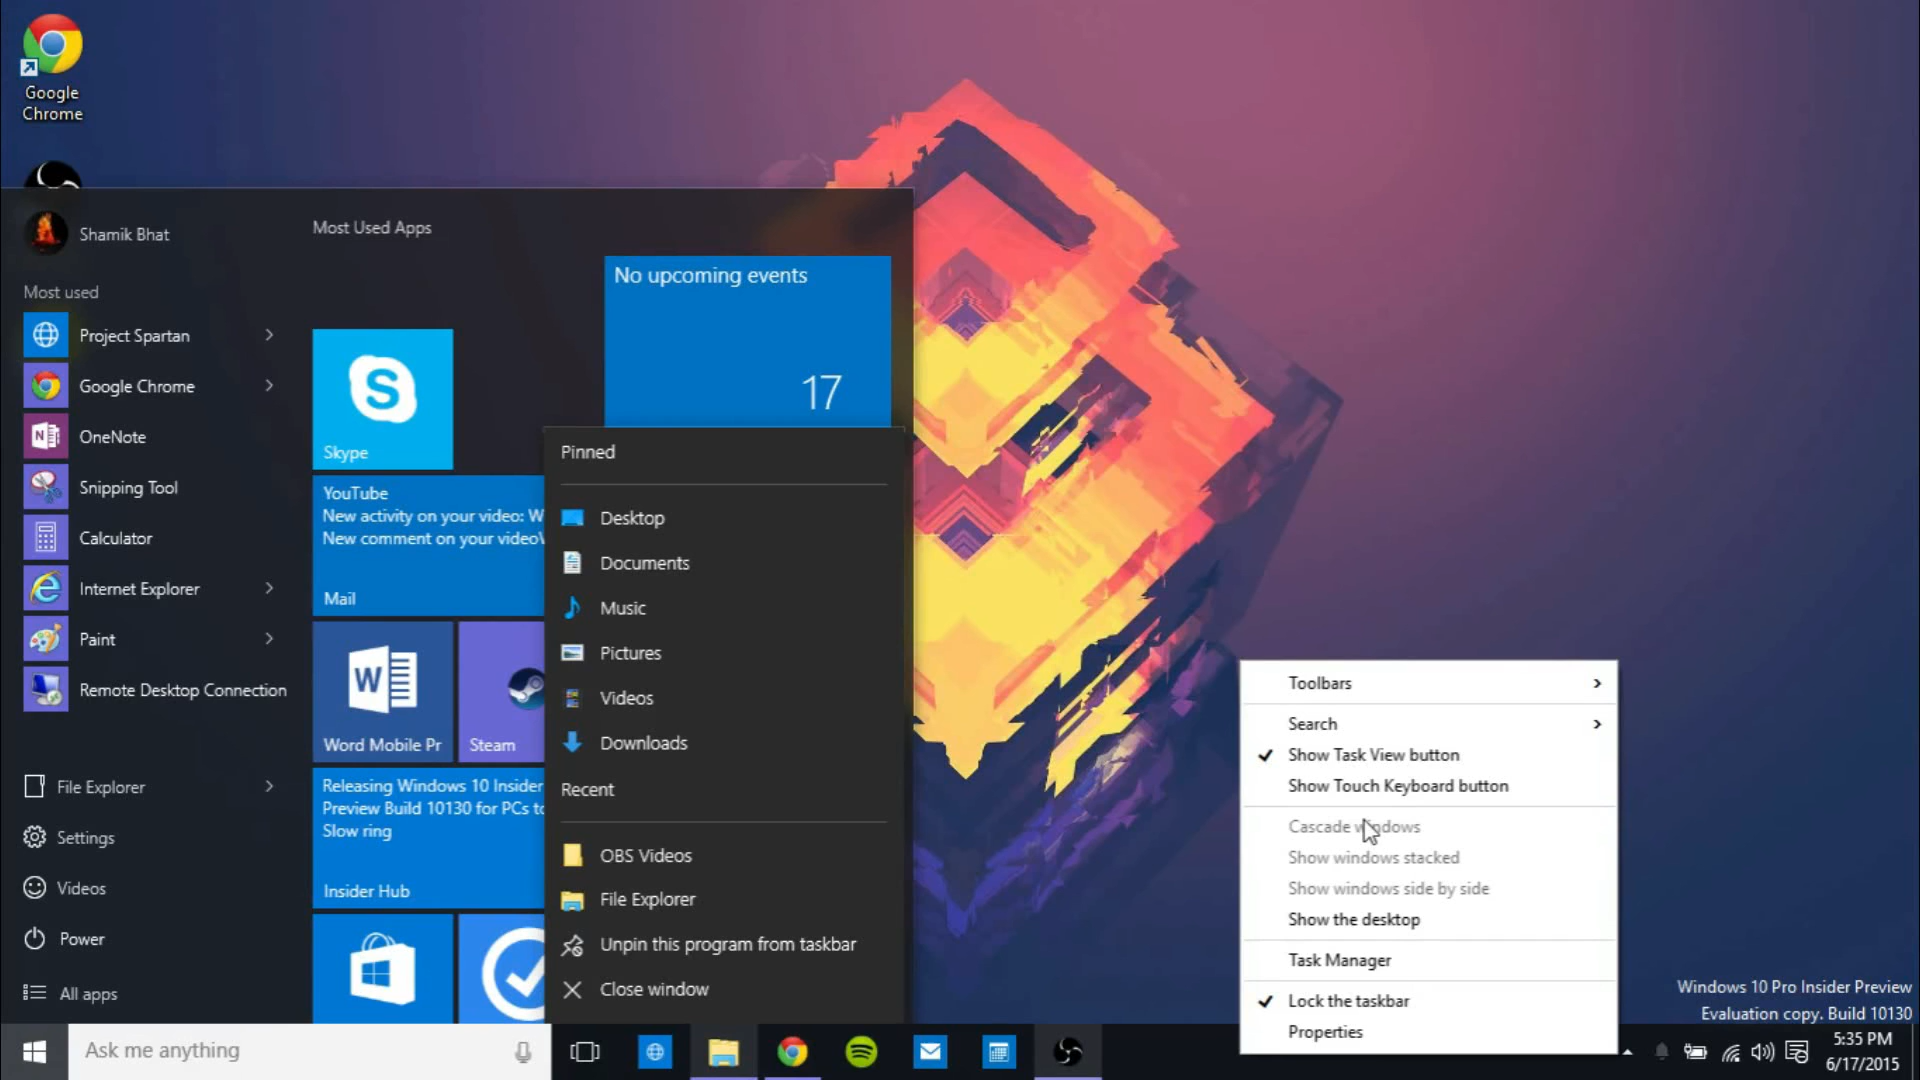 Google
Chrome
Shamik Bhat
Most used
Project Spartan
Google Chrome
OneNote
Snipping Tool
Calculator
Internet Explorer
Paint
Remote Desktop Connection
File Explorer
Settings
Videos
Power
All apps
Most Used Apps
No upcoming events
17
Skype
YouTube
New activity on your video: W
New comment on your video
Mail
Word Mobile Pr
Steam
Releasing Windows 10 Insider
Preview Build 10130 for PCs to
Slow ring
Insider Hub
Pinned
Desktop
Documents
Music
Pictures
Videos
Downloads
Recent
OBS Videos
File Explorer
Unpin this program from taskbar
Close window
Toolbars
Search
Show Task View button
Show Touch Keyboard button
Cascade windows
Show windows stacked
Show windows side by side
Show the desktop
Task Manager
Lock the taskbar
Properties
Windows 10 Pro Insider Preview
Evaluation copy. Build 10130
Ask me anything
5:35 PM
6/17/2015